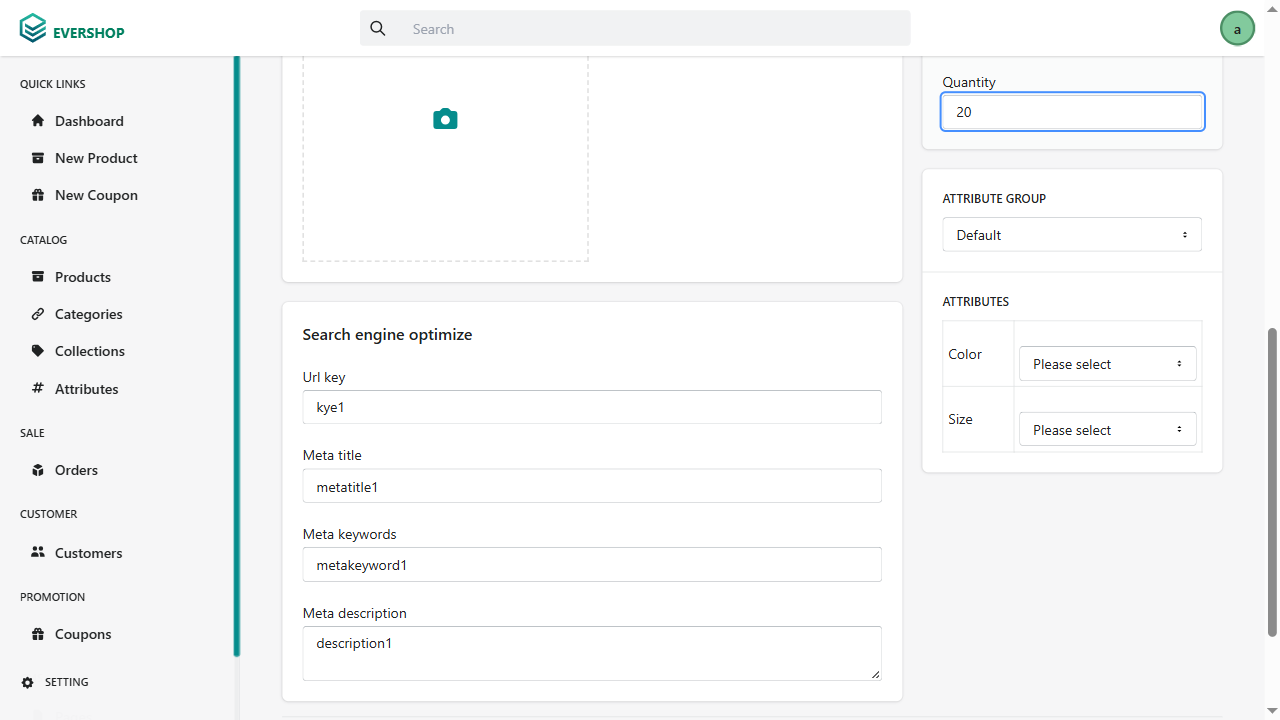 EVERSHOP
Search
a
QUICK LINKS
Dashboard
New Product
New Coupon
CATALOG
Products
Categories
Collections
Attributes
SALE
Orders
CUSTOMER
Customers
PROMOTION
Coupons
SETTING
Search engine optimize
Url key
kye1
Meta title
metatitle1
Meta keywords
metakeyword1
Meta description
description1
Quantity
20
ATTRIBUTE GROUP
Default
ATTRIBUTES
Color
Please select
Size
Please select